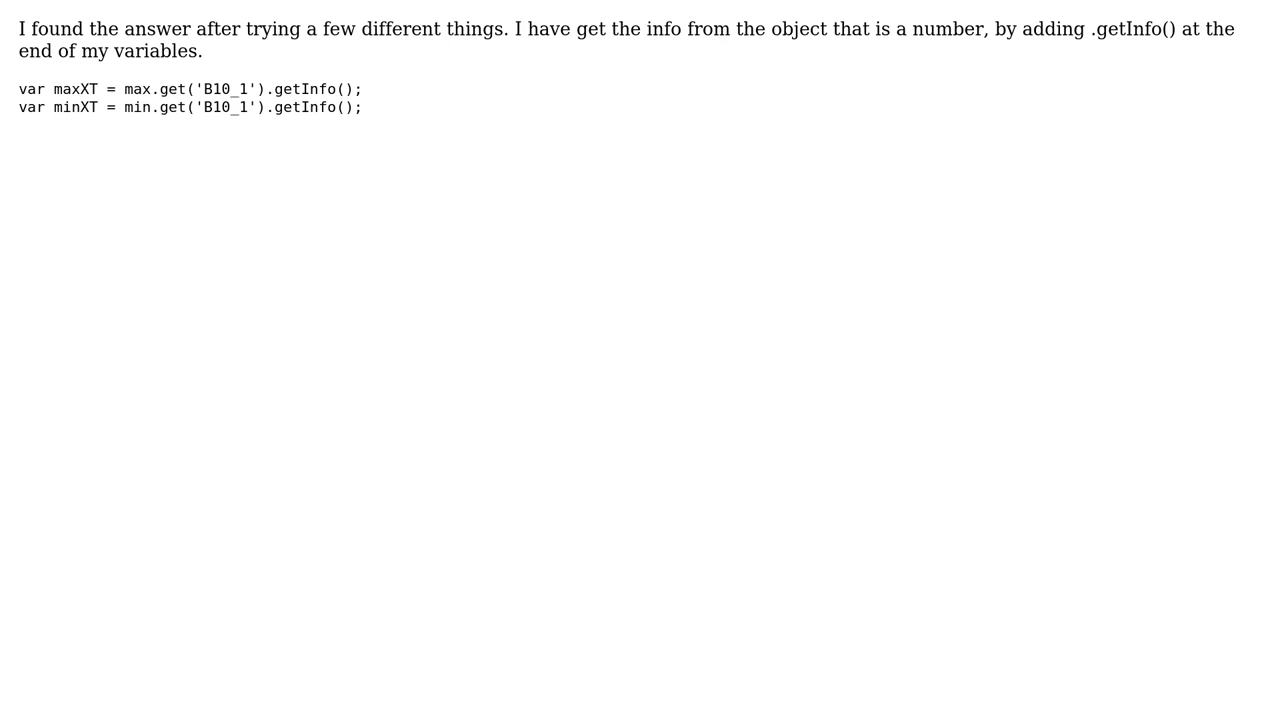 I found the answer after trying a few different things. I have get the info from the object that is a number, by adding .getInfo() at the
end of my variables.
var maxXT = max.get('B10_1').getInfo();
var minXT = min.get('B10_1').getInfo();